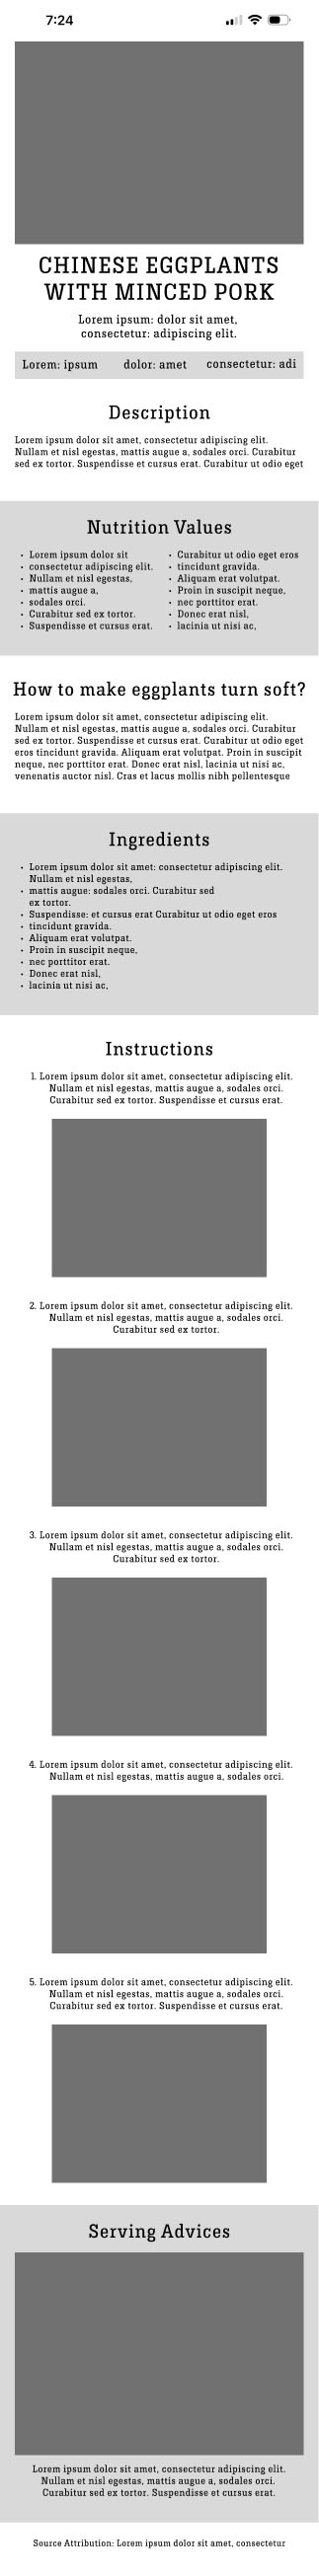 7:24
CHINESE EGGPLANTS
WITH MINCED PORK
Lorem ipsum: dolor sit amet,
consectetur: adipiscing elit.
Lorem: ipsum dolor: amet consectetur: adi
Description
Lorem ipsum dolor sit amet, consectetur adipiscing elit.
Nullam et nisl egestas, mattis augue a, sodales orci. Curabitur
sed ex tortor. Suspendisse et cursus erat. Curabitur ut odio eget
Nutrition Values
• Lorem ipsum dolor sit
• consectetur adipiscing elit.
• Nullam et nisl egestas,
• mattis augue a,
• sodales orci.
• Curabitur sed ex tortor.
• Suspendisse et cursus erat.
• Curabitur ut odio eget eros
• tincidunt gravida.
• Aliquam erat volutpat.
• Proin in suscipit neque,
• nec porttitor erat.
• Donec erat nisl,
• lacinia ut nisi ac,
How to make eggplants turn soft?
Lorem ipsum dolor sit amet, consectetur adipiscing elit.
Nullam et nisl egestas, mattis augue a, sodales orci. Curabitur
sed ex tortor. Suspendisse et cursus erat. Curabitur ut odio eget
eros tincidunt gravida. Aliquam erat volutpat. Proin in suscipit
neque, nec porttitor erat. Donec erat nisl, lacinia ut nisi ac,
venenatis auctor nisl. Cras et lacus mollis nibh pellentesque
Ingredients
• Lorem ipsum dolor sit amet: consectetur adipiscing elit.
Nullam et nisl egestas,
• mattis augue: sodales orci. Curabitur sed
ex tortor.
• Suspendisse: et cursus erat Curabitur ut odio eget eros
• tincidunt gravida.
• Aliquam erat volutpat.
• Proin in suscipit neque,
• nec porttitor erat.
• Donec erat nisl,
• lacinia ut nisi ac,
Instructions
1. Lorem ipsum dolor sit amet, consectetur adipiscing elit.
Nullam et nisl egestas, mattis augue a, sodales orci.
Curabitur sed ex tortor. Suspendisse et cursus erat.
2. Lorem ipsum dolor sit amet, consectetur adipiscing elit.
Nullam et nisl egestas, mattis augue a, sodales orci.
Curabitur sed ex tortor.
3. Lorem ipsum dolor sit amet, consectetur adipiscing elit.
Nullam et nisl egestas, mattis augue a, sodales orci.
Curabitur sed ex tortor.
4. Lorem ipsum dolor sit amet, consectetur adipiscing elit.
Nullam et nisl egestas, mattis augue a, sodales orci.
5. Lorem ipsum dolor sit amet, consectetur adipiscing elit.
Nullam et nisl egestas, mattis augue a, sodales orci.
Curabitur sed ex tortor. Suspendisse et cursus erat.
Serving Advices
Lorem ipsum dolor sit amet, consectetur adipiscing elit.
Nullam et nisl egestas, mattis augue a, sodales orci.
Curabitur sed ex tortor. Suspendisse et cursus erat.
Source Attribution: Lorem ipsum dolor sit amet, consectetur